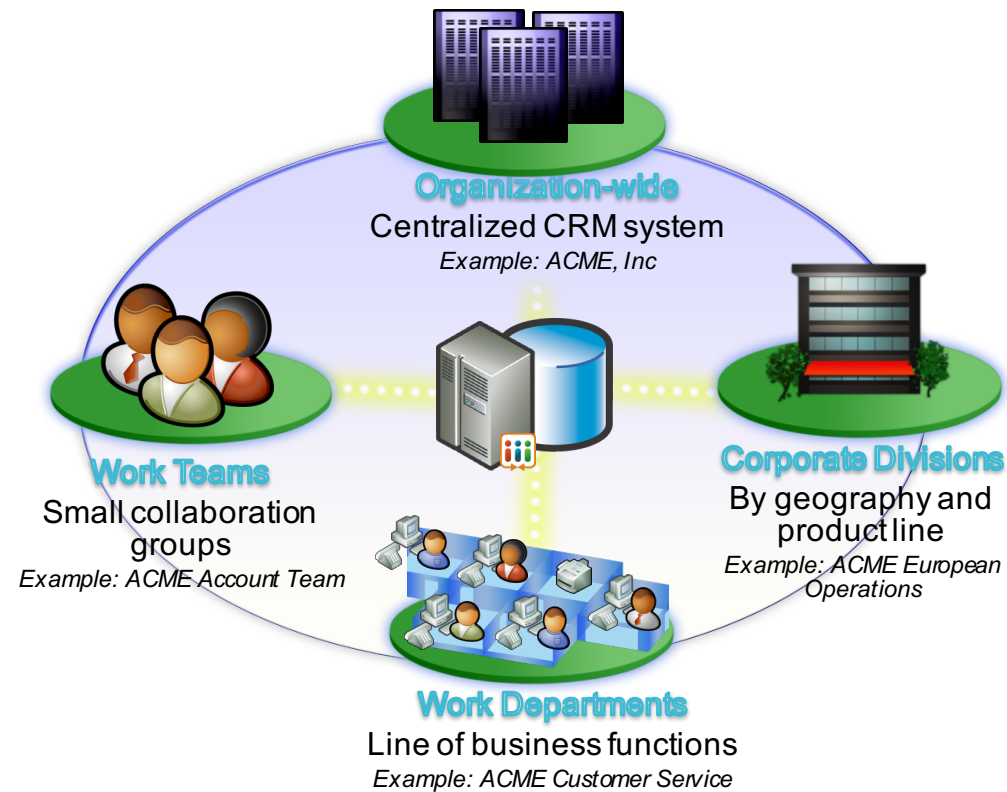 Organization-wide
Centralized CRM system
Example: ACME, Inc
Work Teams
Small collaboration
groups
Example: ACME Account Team
Corporate Divisions
By geography and
product line
Example: ACME European
Operations
Work Departments
Line of business functions
Example: ACME Customer Service